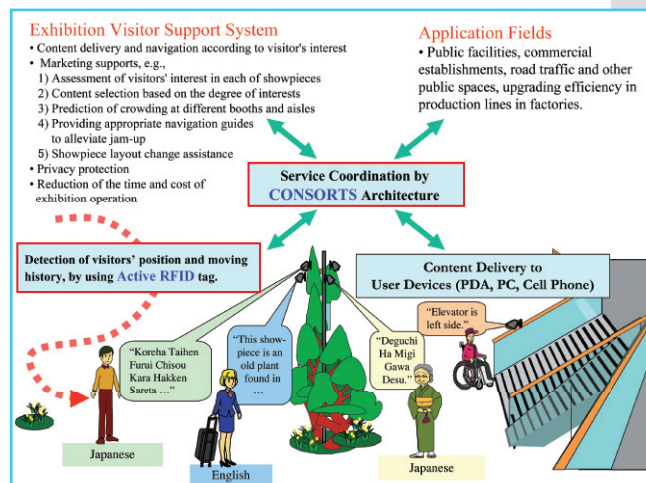 Exhibition Visitor Support System
• Content delivery and navigation according to visitor's interest
• Marketing supports, e.g.,
1) Assessment of visitors' interest in each of showpieces
2) Content selection based on the degree of interests
3) Prediction of crowding at different booths and aisles
4) Providing appropriate navigation guides
to alleviate jam-up
5) Showpiece layout change assistance
• Privacy protection
• Reduction of the time and cost of
exhibition operation
Application Fields
• Public facilities, commercial
establishments, road traffic and other
public spaces, upgrading efficiency in
production lines in factories.
Service Coordination by
CONSORTS Architecture
Detection of visitors' position and moving
history, by using Active RFID tag.
Content Delivery to
User Devices (PDA, PC, Cell Phone)
"Koreha Taihen
Furui Chisou
Kara Hakken
Sareta ..."
"This show-
piece is an
old plant
found in
...
"Deguchi
Ha Migi
Gawa
Desu."
"Elevator is
left side."
Japanese
English
Japanese